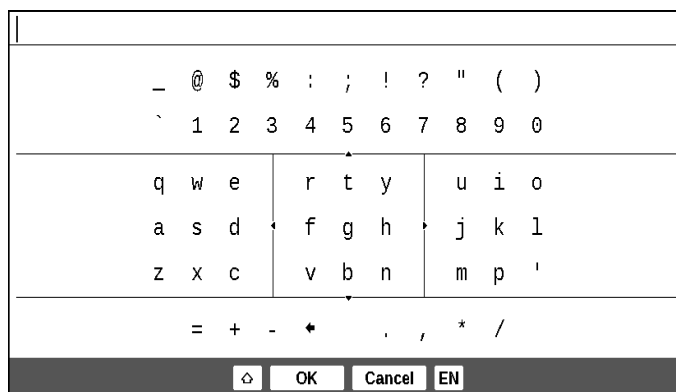 _ @ $ % : ; ! ? " ( )
` 1 2 3 4 5 6 7 8 9 0
q w e r t y u i o
a s d f g h j k l
z x c v b n m p '
= + - . , * /
OK Cancel EN